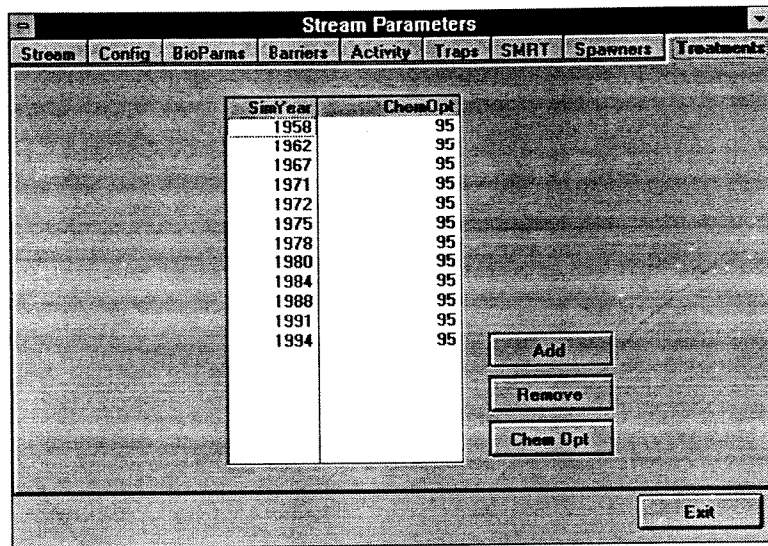 Stream Parameters
Stream Config BioParms Barriers Activity Traps SMRT Spawners Treatments
SimYear ChemOpt
1958 95
1962 95
1967 95
1971 95
1972 95
1975 95
1978 95
1980 95
1984 95
1988 95
1991 95
1994 95
Add
Remove
Chem Opt
Exit